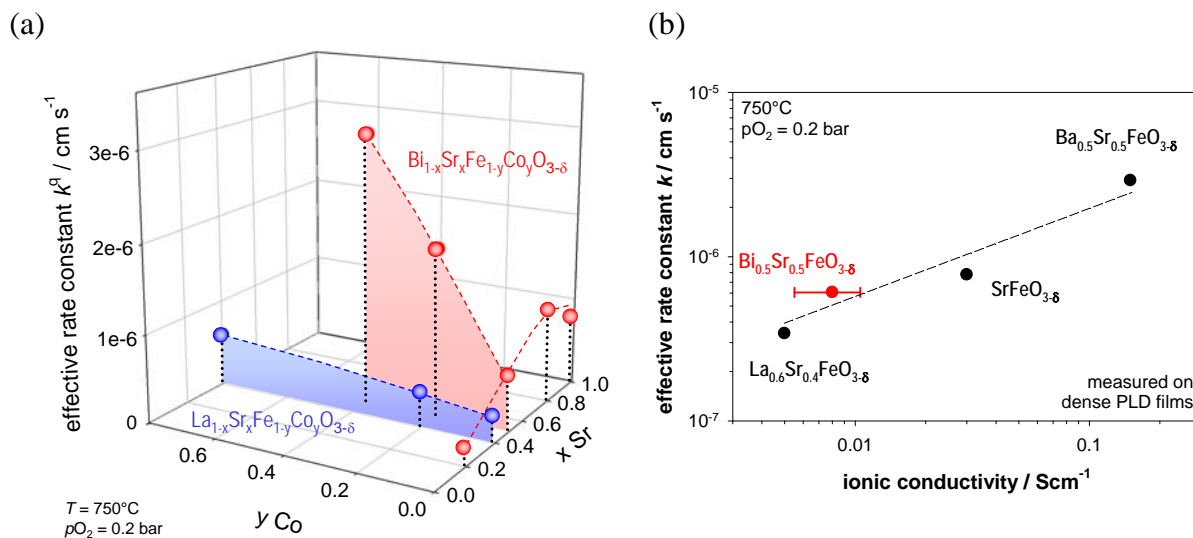 (a)
effective rate constant k^q / cm s^-1
3e-6
2e-6
1e-6
0
Bi1-xSrxFe1-yCoyO3-δ
La1-xSrxFe1-yCoyO3-δ
0.6
0.4
0.2
0.0
y Co
0.0
0.2
0.4
0.6
0.8
1.0
x Sr
T = 750°C
pO2 = 0.2 bar
(b)
effective rate constant k / cm s^-1
10^-5
10^-6
10^-7
750°C
pO2 = 0.2 bar
Ba0.5Sr0.5FeO3-δ
Bi0.5Sr0.5FeO3-δ
SrFeO3-δ
La0.6Sr0.4FeO3-δ
measured on
dense PLD films
0.01
0.1
ionic conductivity / Scm^-1